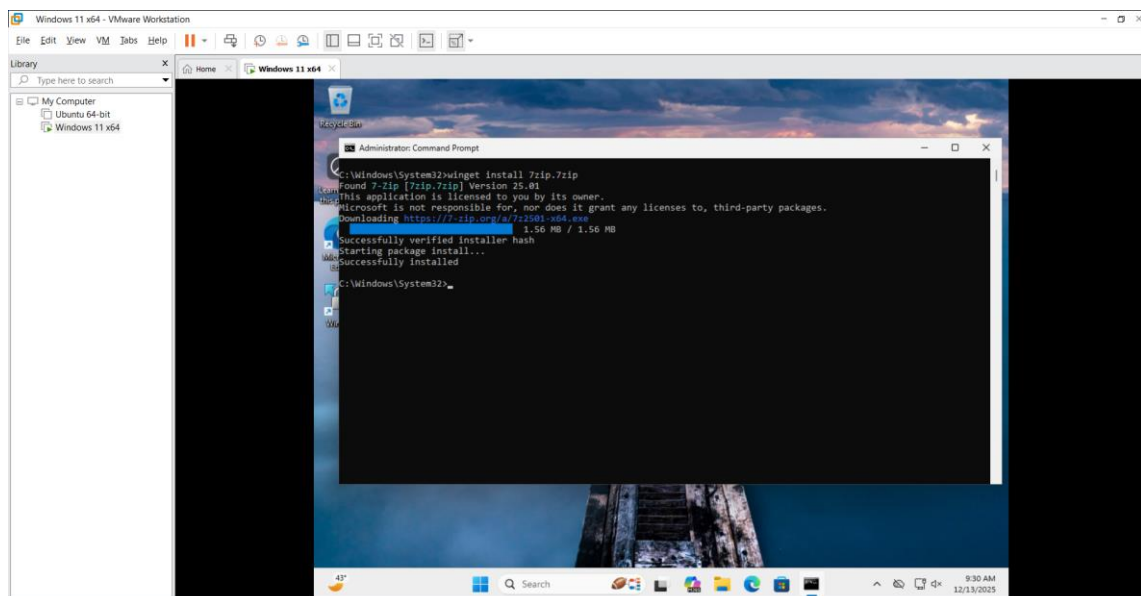 Windows 11 x64 - VMware Workstation
File Edit View VM Tabs Help
Library
Type here to search
Home
Windows 11 x64
My Computer
Ubuntu 64-bit
Windows 11 x64
Recycle Bin
Administrator: Command Prompt
C:\Windows\System32>winget install 7zip.7zip
Found 7-Zip [7zip.7zip] Version 25.01
This application is licensed to you by its owner.
Microsoft is not responsible for, nor does it grant any licenses to, third-party packages.
Downloading https://7-zip.org/a/7z2501-x64.exe
1.56 MB / 1.56 MB
Successfully verified installer hash
Starting package install...
Successfully installed
C:\Windows\System32>
43°
Search
9:30 AM
12/13/2025